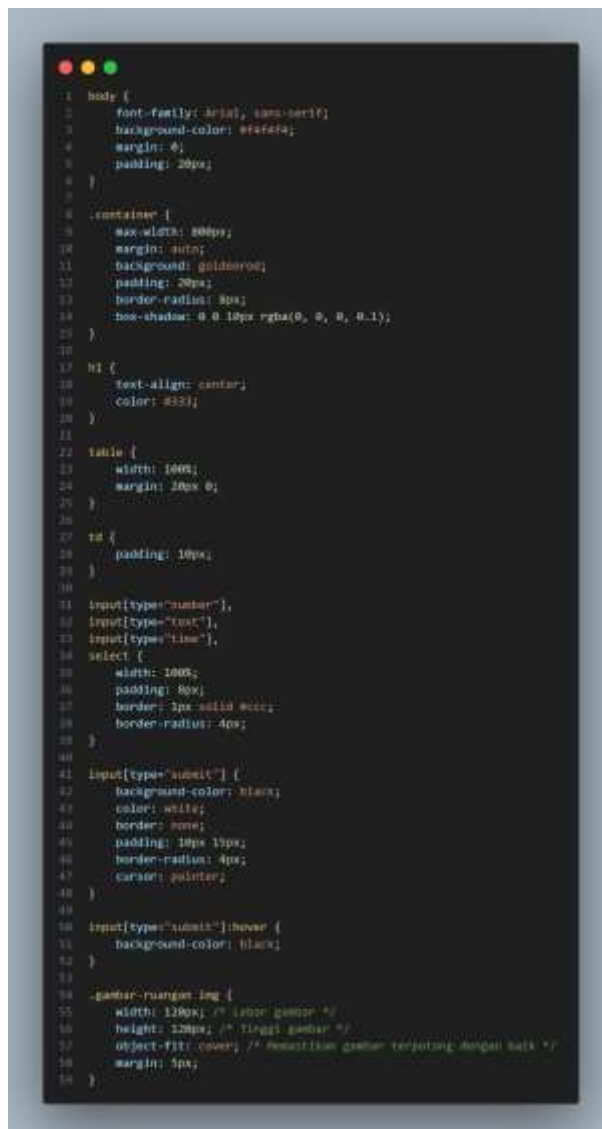 1 body {
2 font-family: Arial, sans-serif;
3 background-color: #f4f4f4;
4 margin: 0;
5 padding: 20px;
6 }
7
8 .container {
9 max-width: 800px;
10 margin: auto;
11 background: goldenrod;
12 padding: 20px;
13 border-radius: 8px;
14 box-shadow: 0 0 10px rgba(0, 0, 0, 0.1);
15 }
16
17 h1 {
18 text-align: center;
19 color: #333;
20 }
21
22 table {
23 width: 100%;
24 margin: 20px 0;
25 }
26
27 td {
28 padding: 10px;
29 }
30
31 input[type="number"],
32 input[type="text"],
33 input[type="time"],
34 select {
35 width: 100%;
36 padding: 8px;
37 border: 1px solid #ccc;
38 border-radius: 4px;
39 }
40
41 input[type="submit"] {
42 background-color: black;
43 color: white;
44 border: none;
45 padding: 10px 15px;
46 border-radius: 4px;
47 cursor: pointer;
48 }
49
50 input[type="submit"]:hover {
51 background-color: black;
52 }
53
54 .gambar-ruangan img {
55 width: 120px; /* Lebar gambar */
56 height: 120px; /* Tinggi gambar */
57 object-fit: cover; /* Memastikan gambar terpotong dengan baik */
58 margin: 5px;
59 }